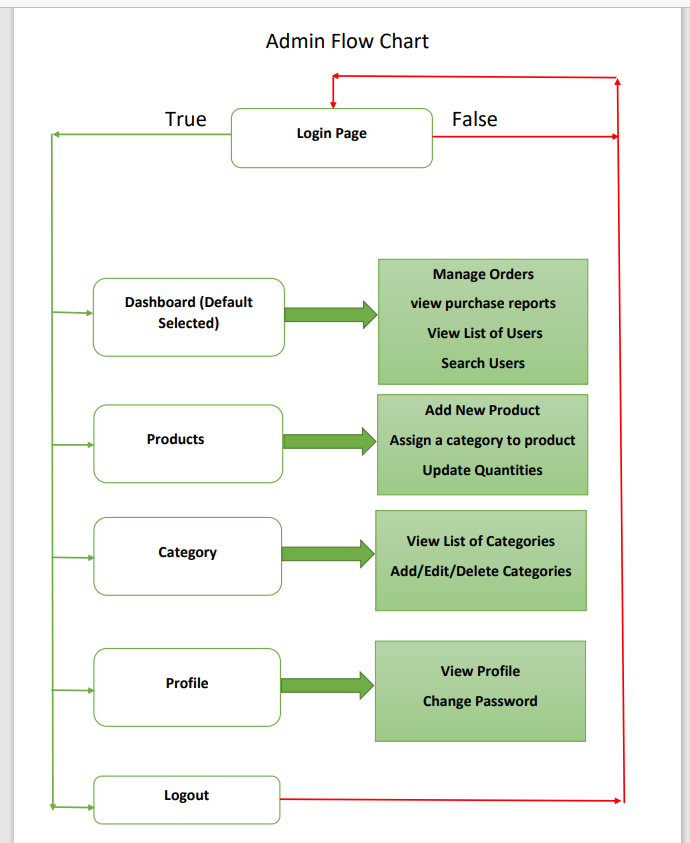 Admin Flow Chart
True
Login Page
False
Dashboard (Default
Selected)
Manage Orders
view purchase reports
View List of Users
Search Users
Products
Add New Product
Assign a category to product
Update Quantities
Category
View List of Categories
Add/Edit/Delete Categories
Profile
View Profile
Change Password
Logout